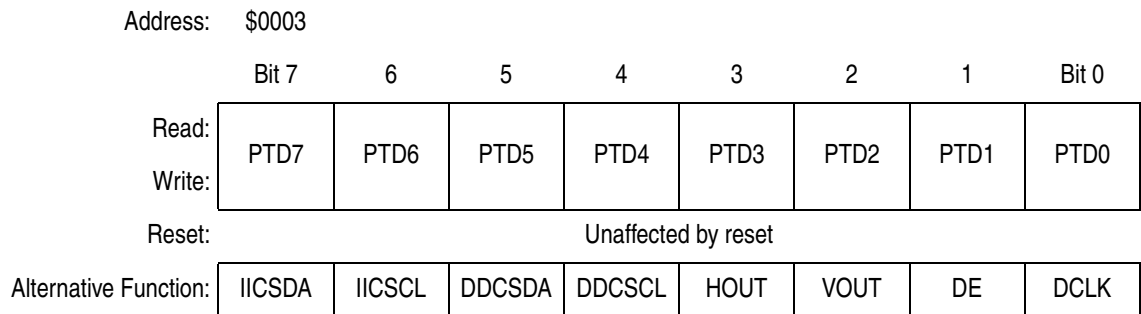 Address: $0003
Bit 7 6 5 4 3 2 1 Bit 0
Read:
PTD7 PTD6 PTD5 PTD4 PTD3 PTD2 PTD1 PTD0
Write:
Reset: Unaffected by reset
Alternative Function: IICSDA IICSCL DDCSDA DDCSCL HOUT VOUT DE DCLK